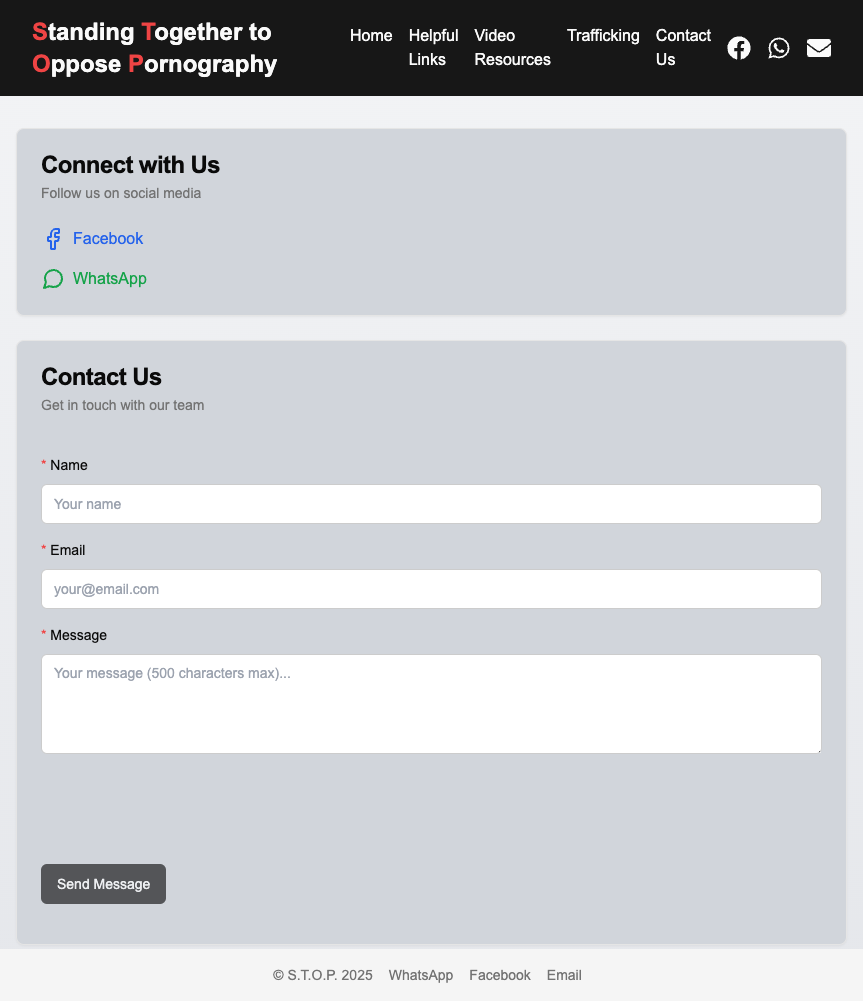 Standing Together to
Oppose Pornography
Home
Helpful
Links
Video
Resources
Trafficking
Contact
Us
Connect with Us
Follow us on social media
Facebook
WhatsApp
Contact Us
Get in touch with our team
* Name
Your name
* Email
your@email.com
* Message
Your message (500 characters max)...
Send Message
© S.T.O.P. 2025 WhatsApp Facebook Email